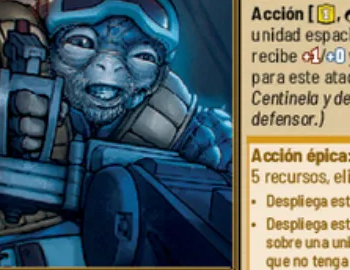 Acción [1,
unidad espaci
recibe +1/+0 y
para este ataq
Centinela y de
defensor.)
Acción épica:
5 recursos, eli
• Despliega est
• Despliega est
sobre una uni
que no tenga